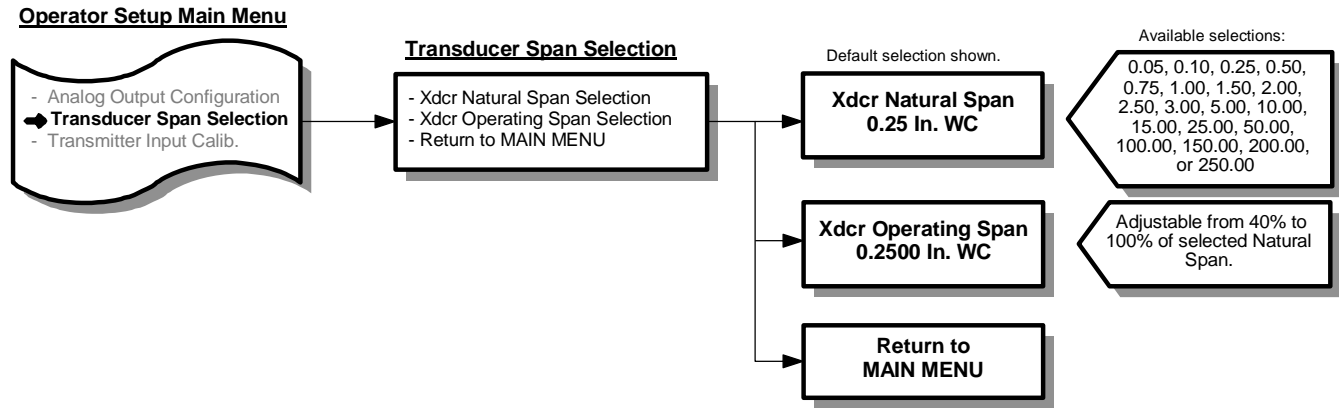 Operator Setup Main Menu
- Analog Output Configuration
Transducer Span Selection
- Transmitter Input Calib.
Transducer Span Selection
- Xdcr Natural Span Selection
- Xdcr Operating Span Selection
- Return to MAIN MENU
Default selection shown.
Xdcr Natural Span
0.25 In. WC
Available selections:
0.05, 0.10, 0.25, 0.50,
0.75, 1.00, 1.50, 2.00,
2.50, 3.00, 5.00, 10.00,
15.00, 25.00, 50.00,
100.00, 150.00, 200.00,
or 250.00
Xdcr Operating Span
0.2500 In. WC
Adjustable from 40% to
100% of selected Natural
Span.
Return to
MAIN MENU